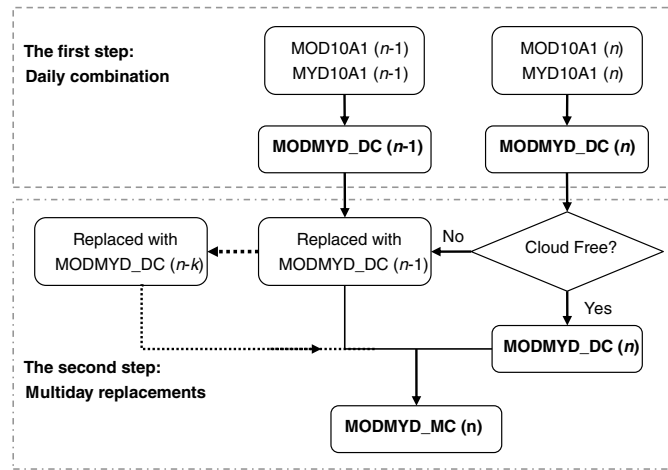 The first step:
Daily combination
MOD10A1 (n-1)
MYD10A1 (n-1)
MOD10A1 (n)
MYD10A1 (n)
MODMYD_DC (n-1)
MODMYD_DC (n)
Replaced with
MODMYD_DC (n-k)
Replaced with
MODMYD_DC (n-1)
No
Cloud Free?
Yes
MODMYD_DC (n)
The second step:
Multiday replacements
MODMYD_MC (n)